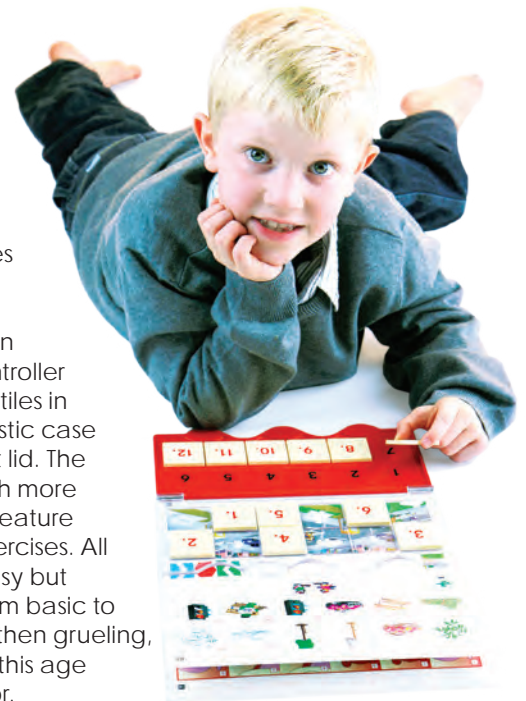 es
n
troller
tiles in
stic case
t lid. The
h more
eature
ercises. All
sy but
m basic to
then grueling,
this age
or.
12. 11. 10. 9. 8. 7
6 5 4 3 2 1
1. 5. 6.
2. 4. 3.